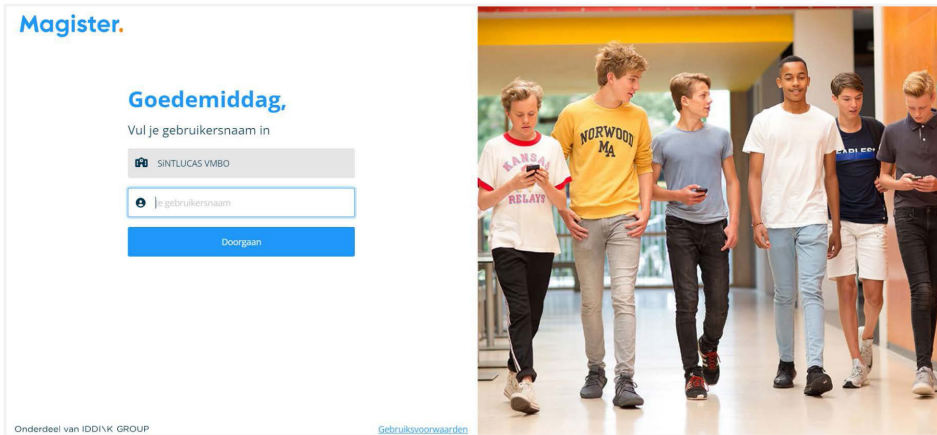 Magister.
Goedemiddag,
Vul je gebruikersnaam in
SiNTLUCAS VMBO
Je gebruikersnaam
Doorgaan
Onderdeel van IDDINK GROUP
Gebruiksvoorwaarden
KANSAS
RELAYS
NORWOOD
MA